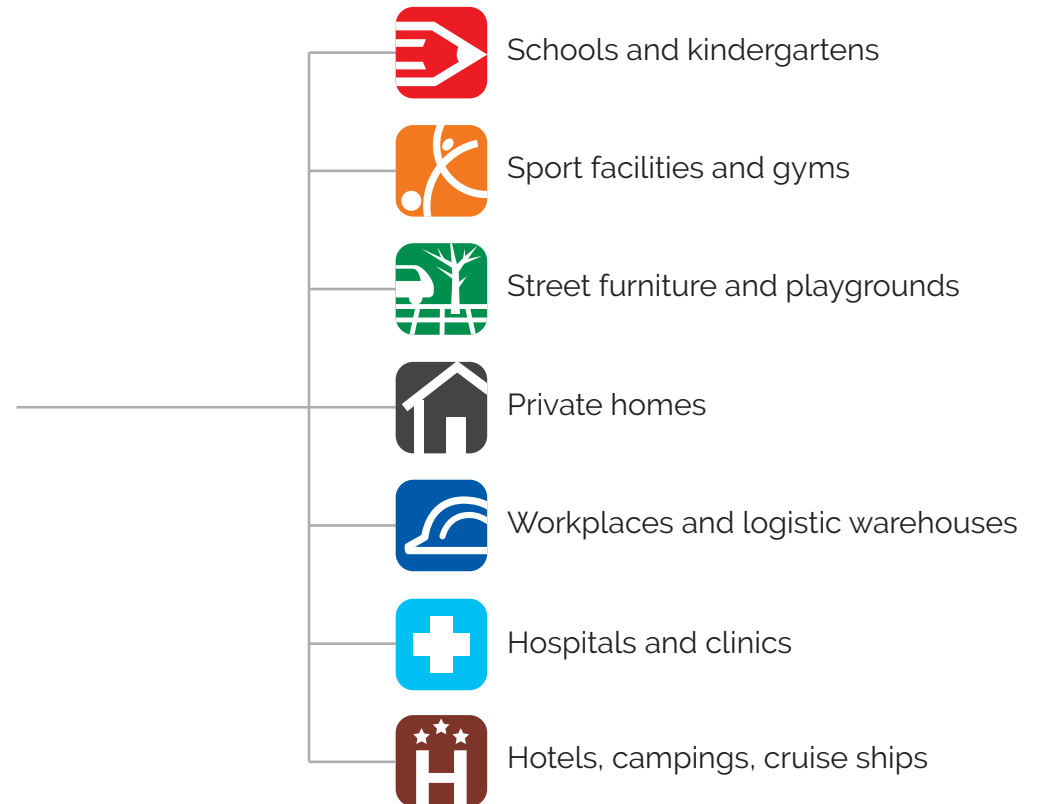 Schools and kindergartens
Sport facilities and gyms
Street furniture and playgrounds
Private homes
Workplaces and logistic warehouses
Hospitals and clinics
H
Hotels, campings, cruise ships